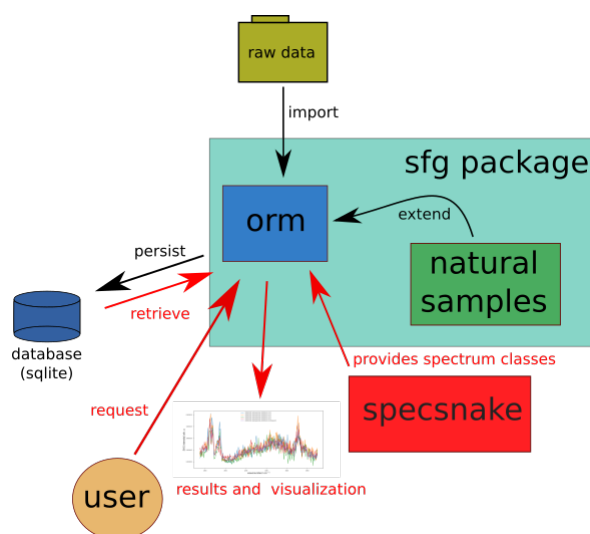 raw data
import
sfg package
orm
extend
persist
natural
samples
retrieve
database
(sqlite)
provides spectrum classes
request
specsnake
user
results and visualization